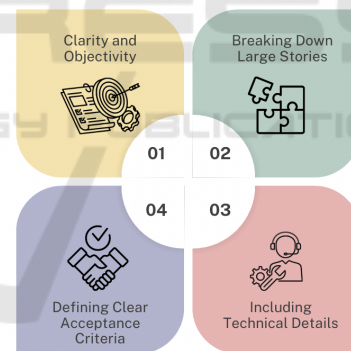 Clarity and
Objectivity
Breaking Down
Large Stories
01
02
04
03
Defining Clear
Acceptance
Criteria
Including
Technical Details